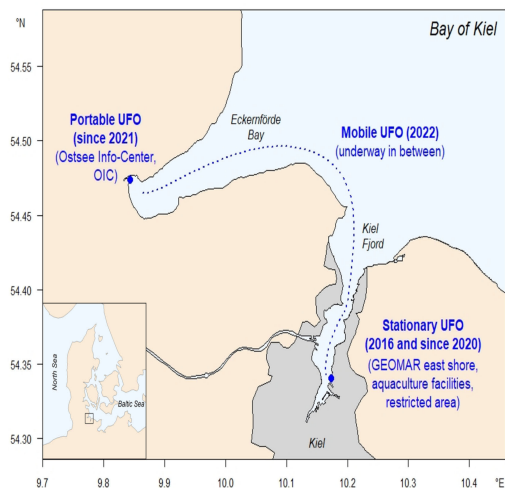 °N
Bay of Kiel
54.55
Portable UFO
(since 2021)
(Ostsee Info-Center,
OIC)
Eckernförde
Bay
54.50
Mobile UFO (2022)
(underway in between)
54.45
Kiel
Fjord
54.40
Stationary UFO
(2016 and since 2020)
(GEOMAR east shore,
aquaculture facilities,
restricted area)
54.35
North Sea
Baltic Sea
Kiel
54.30
9.7
9.8
9.9
10.0
10.1
10.2
10.3
10.4
°E